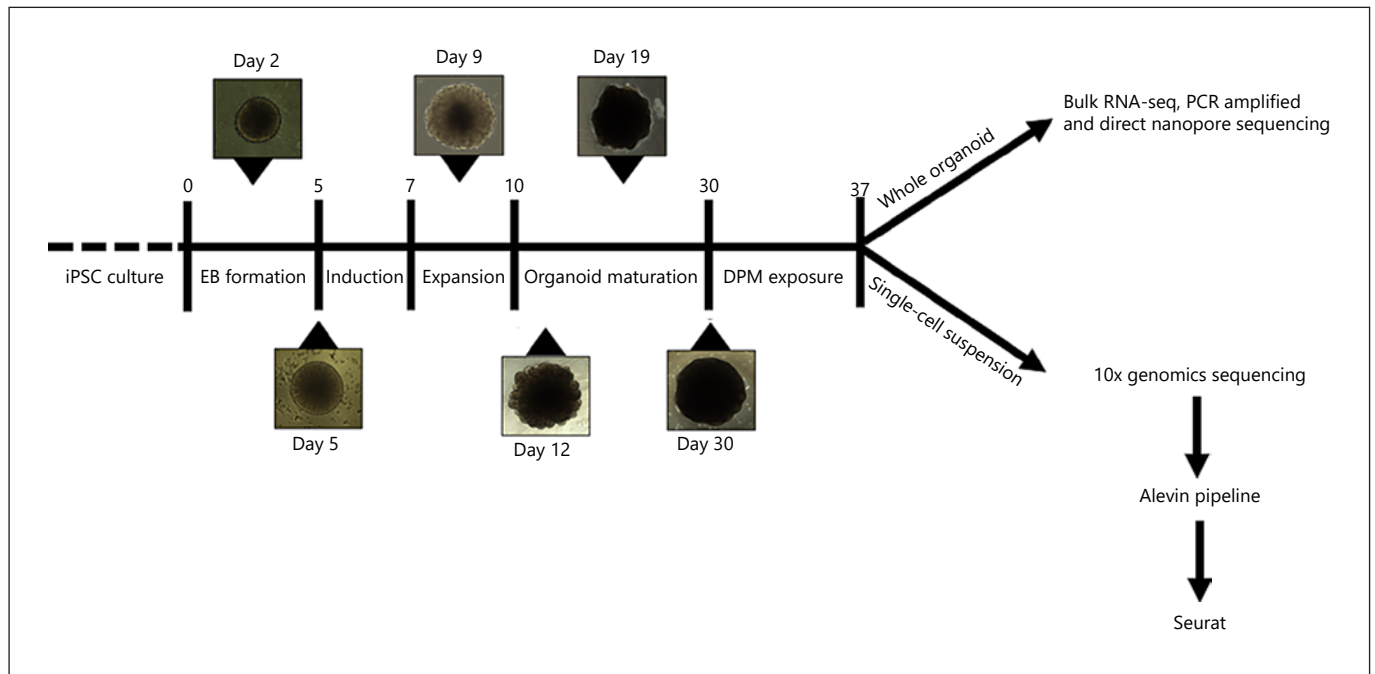 Day 2
Day 9
Day 19
Bulk RNA-seq, PCR amplified
and direct nanopore sequencing
Whole organoid
0
5
7
10
30
37
iPSC culture
EB formation
Induction
Expansion
Organoid maturation
DPM exposure
Single-cell suspension
10x genomics sequencing
Day 5
Day 12
Day 30
Alevin pipeline
Seurat